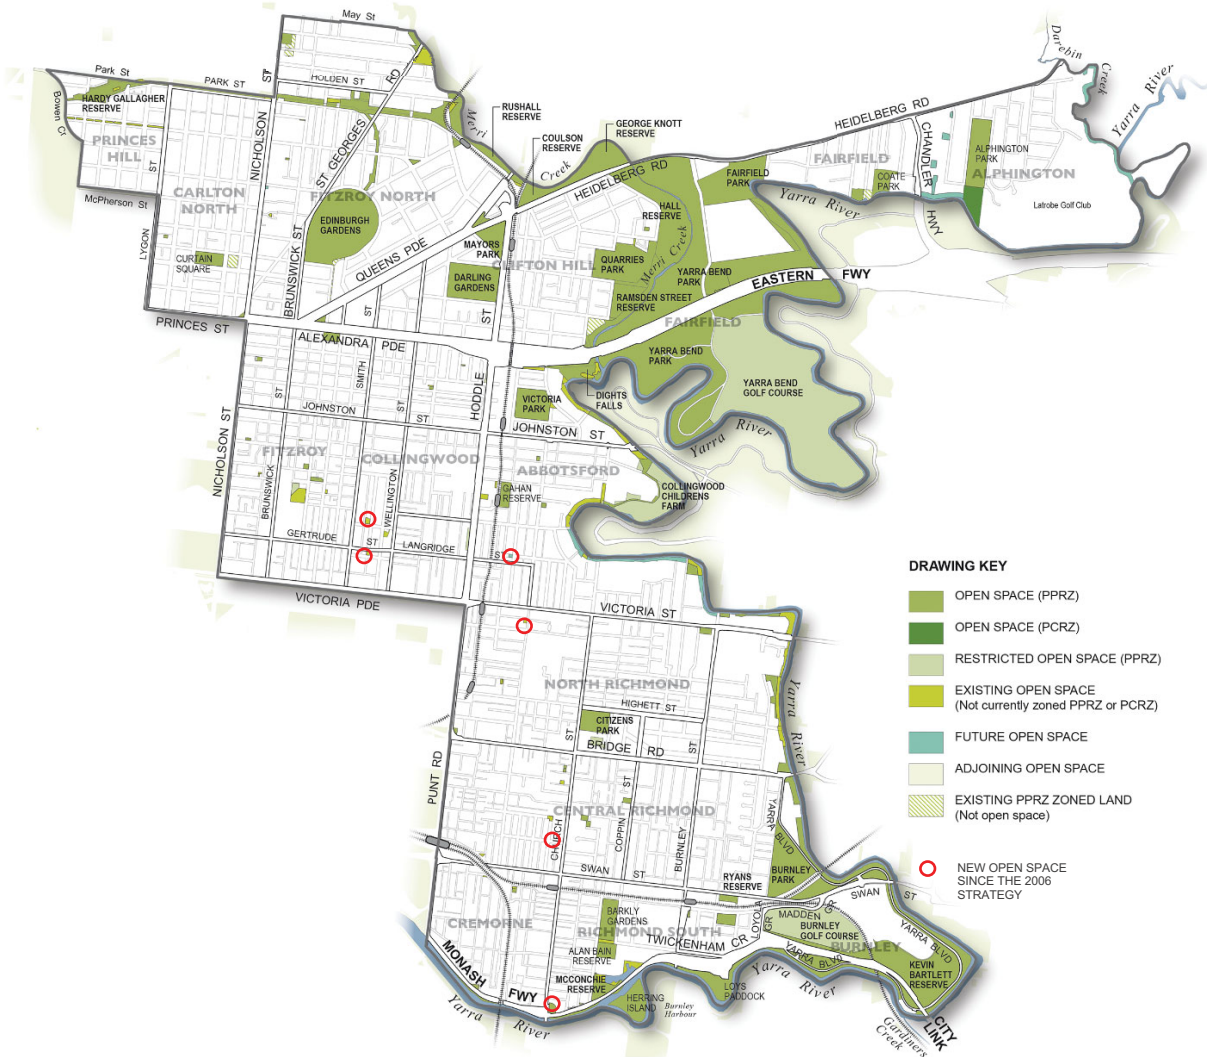 May St
Park St
PARK ST
HOLDEN ST
ST
RD
Bowen Cr
HARDY GALLAGHER
RESERVE
PRINCES
HILL
NICHOLSON
ST GEORGES
Merri
Creek
RUSHALL
RESERVE
COULSON
RESERVE
GEORGE KNOTT
RESERVE
HEIDELBERG RD
HEIDELBERG RD
Darebin
Creek
Yarra River
CHANDLER
HWY
FAIRFIELD
ALPHINGTON
PARK
ALPHINGTON
COATE
PARK
Latrobe Golf Club
FAIRFIELD
PARK
Yarra River
McPherson St
ST
LYGON
CARLTON
NORTH
FITZROY NORTH
EDINBURGH
GARDENS
CURTAIN
SQUARE
BRUNSWICK ST
QUEENS PDE
MAYORS
PARK
DARLING
GARDENS
CLIFTON HILL
HALL
RESERVE
QUARRIES
PARK
Merri Creek
YARRA BEND
PARK
RAMSDEN STREET
RESERVE
EASTERN FWY
FAIRFIELD
PRINCES ST
ALEXANDRA PDE
ST
ST
HODDLE
YARRA BEND
PARK
YARRA BEND
GOLF COURSE
DIGHTS
FALLS
VICTORIA
PARK
Yarra River
NICHOLSON ST
ST
SMITH
ST
JOHNSTON
ST
JOHNSTON ST
FITZROY
COLLINGWOOD
ABBOTSFORD
BRUNSWICK
WELLINGTON
GAHAN
RESERVE
COLLINGWOOD
CHILDRENS
FARM
GERTRUDE
ST
LANGRIDGE
ST
VICTORIA PDE
VICTORIA ST
DRAWING KEY
OPEN SPACE (PPRZ)
OPEN SPACE (PCRZ)
RESTRICTED OPEN SPACE (PPRZ)
EXISTING OPEN SPACE
(Not currently zoned PPRZ or PCRZ)
FUTURE OPEN SPACE
ADJOINING OPEN SPACE
EXISTING PPRZ ZONED LAND
(Not open space)
NEW OPEN SPACE
SINCE THE 2006
STRATEGY
NORTH RICHMOND
HIGHETT ST
CITIZENS
PARK
ST
BRIDGE RD
ST
Yarra River
PUNT RD
ST
CENTRAL RICHMOND
CHURCH
COPPIN
BURNLEY
YARRA BLVD
SWAN
ST
RYANS
RESERVE
BURNLEY
PARK
SWAN
ST
CREMORNE
BARKLY
GARDENS
RICHMOND SOUTH
ALAN BAIN
RESERVE
TWICKENHAM CR
LOYOLA
GR
MADDEN
GR
BURNLEY
GOLF COURSE
BURNLEY
YARRA BLVD
YARRA BLVD
KEVIN
BARTLETT
RESERVE
MONASH
FWY
MCCONCHIE
RESERVE
HERRING
ISLAND
Burnley
Harbour
LOYS
PADDOCK
Yarra River
Yarra River
Gardiners
Creek
CITY
LINK